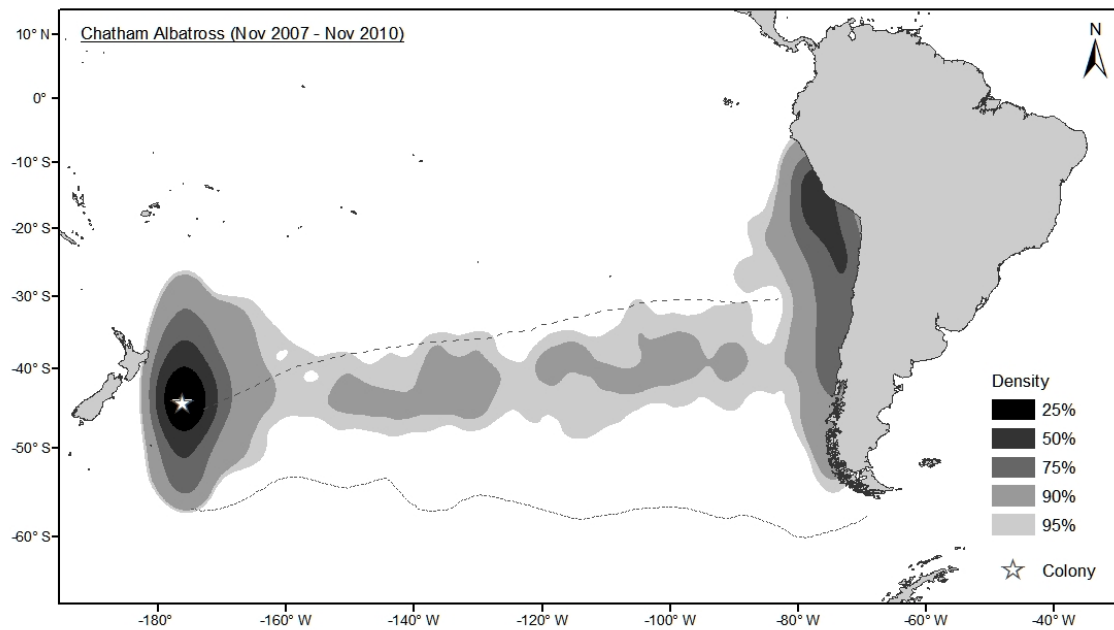 Chatham Albatross (Nov 2007 - Nov 2010)
N
10° N
0°
-10° S
-20° S
-30° S
-40° S
-50° S
-60° S
Density
25%
50%
75%
90%
95%
Colony
-180° -160° -140° -120° -100° -80° -60° -40°